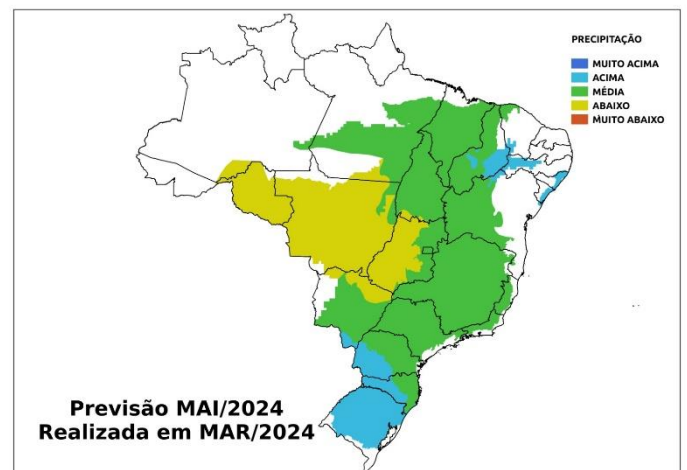 PRECIPITAÇÃO
MUITO ACIMA
ACIMA
MÉDIA
ABAIXO
MUITO ABAIXO
Previsão MAI/2024
Realizada em MAR/2024